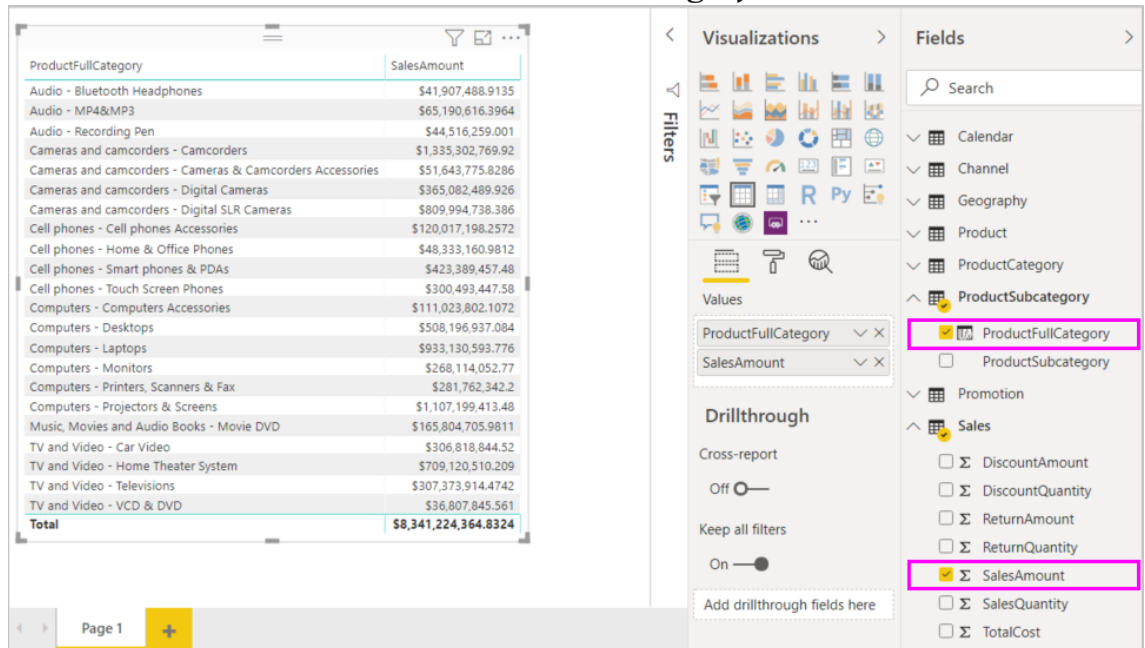 ProductFullCategory SalesAmount
Audio - Bluetooth Headphones $41,907,488.9135
Audio - MP4&MP3 $65,190,616.3964
Audio - Recording Pen $44,516,259.001
Cameras and camcorders - Camcorders $1,335,302,769.92
Cameras and camcorders - Cameras & Camcorders Accessories $51,643,775.8286
Cameras and camcorders - Digital Cameras $365,082,489.926
Cameras and camcorders - Digital SLR Cameras $809,994,738.386
Cell phones - Cell phones Accessories $120,017,198.2572
Cell phones - Home & Office Phones $48,333,160.9812
Cell phones - Smart phones & PDAs $423,389,457.48
Cell phones - Touch Screen Phones $300,493,447.58
Computers - Computers Accessories $111,023,802.1072
Computers - Desktops $508,196,937.084
Computers - Laptops $933,130,593.776
Computers - Monitors $268,114,052.77
Computers - Printers, Scanners & Fax $281,762,342.2
Computers - Projectors & Screens $1,107,199,413.48
Music, Movies and Audio Books - Movie DVD $165,804,705.9811
TV and Video - Car Video $306,818,844.52
TV and Video - Home Theater System $709,120,510.209
TV and Video - Televisions $307,373,914.4742
TV and Video - VCD & DVD $36,807,845.561
Total $8,341,224,364.8324
Page 1
Filters
Visualizations
R Py
Values
ProductFullCategory
SalesAmount
Drillthrough
Cross-report
Off
Keep all filters
On
Add drillthrough fields here
Fields
Search
Calendar
Channel
Geography
Product
ProductCategory
ProductSubcategory
ProductFullCategory
ProductSubcategory
Promotion
Sales
Σ DiscountAmount
Σ DiscountQuantity
Σ ReturnAmount
Σ ReturnQuantity
Σ SalesAmount
Σ SalesQuantity
Σ TotalCost